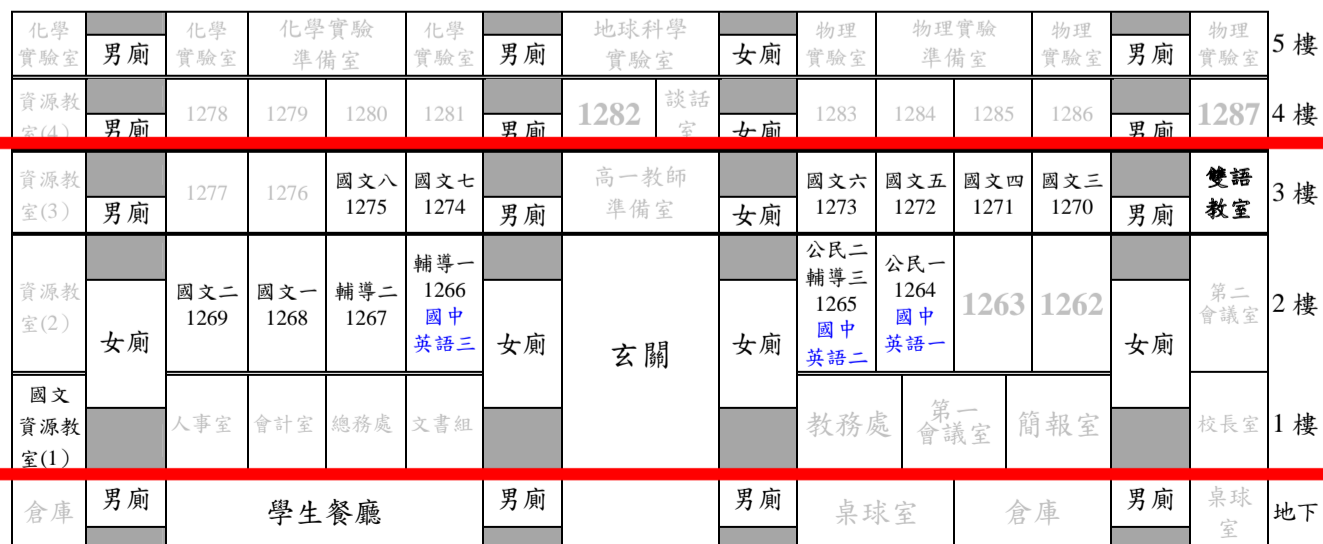 化學
實驗室
男廁
化學
實驗室
化學實驗
準備室
化學
實驗室
男廁
地球科學
實驗室
女廁
物理
實驗室
物理實驗
準備室
物理
實驗室
男廁
物理
實驗室
5 樓
資源教
室(4)
男廁
1278
1279
1280
1281
男廁
1282
談話
室
女廁
1283
1284
1285
1286
男廁
1287
4 樓
資源教
室(3)
男廁
1277
1276
國文八
1275
國文七
1274
男廁
高一教師
準備室
女廁
國文六
1273
國文五
1272
國文四
1271
國文三
1270
男廁
雙語
教室
3 樓
資源教
室(2)
女廁
國文二
1269
國文一
1268
輔導二
1267
輔導一
1266
國中
英語三
女廁
玄關
女廁
公民二
輔導三
1265
國中
英語二
公民一
1264
國中
英語一
1263
1262
女廁
第二
會議室
2 樓
國文
資源教
室(1)
人事室
會計室
總務處
文書組
教務處
第一
會議室
簡報室
校長室
1 樓
倉庫
男廁
學生餐廳
男廁
男廁
桌球室
倉庫
男廁
桌球
室
地下